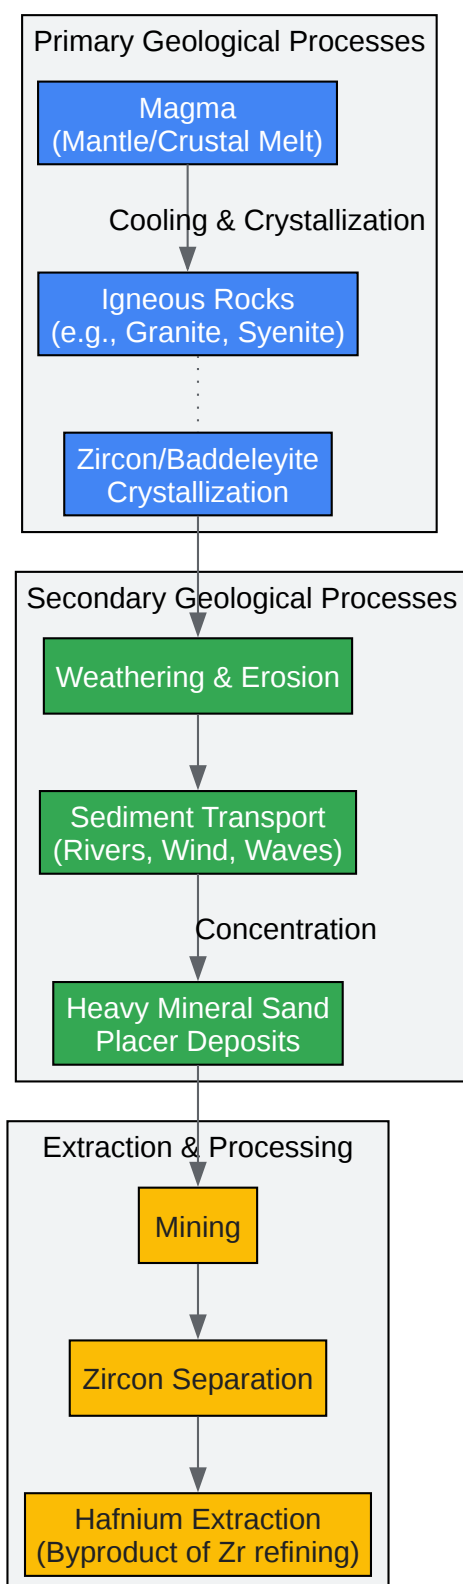 Primary Geological Processes
Magma
(Mantle/Crustal Melt)
Cooling & Crystallization
Igneous Rocks
(e.g., Granite, Syenite)
Zircon/Baddeleyite
Crystallization
Secondary Geological Processes
Weathering & Erosion
Sediment Transport
(Rivers, Wind, Waves)
Concentration
Heavy Mineral Sand
Placer Deposits
Extraction & Processing
Mining
Zircon Separation
Hafnium Extraction
(Byproduct of Zr refining)